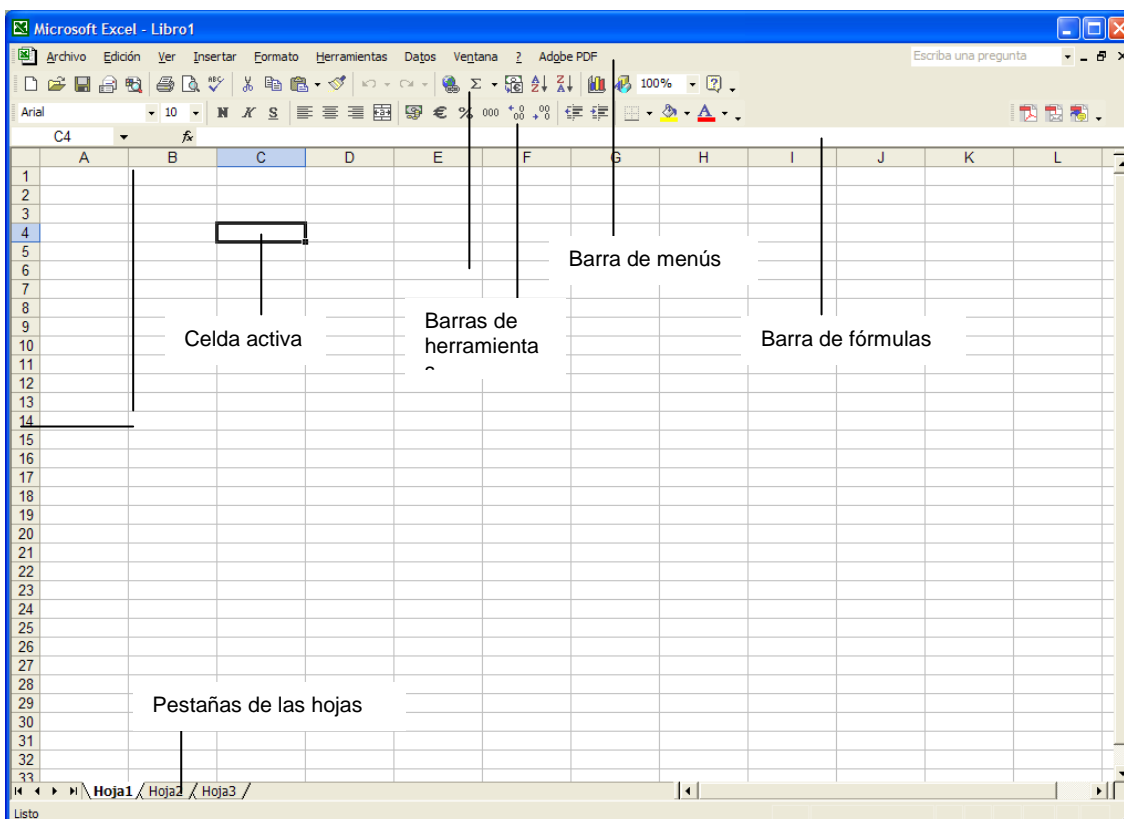 Microsoft Excel - Libro1
Archivo Edición Ver Insertar Formato Herramientas Datos Ventana ? Adobe PDF Escriba una pregunta
100%
Arial 10 N K S € % 000
C4 fx
A B C D E F G H I J K L
1
2
3
4
5
6
7
8
9
10
11
12
13
14
15
16
17
18
19
20
21
22
23
24
25
26
27
28
29
30
31
32
33
Barra de menús
Celda activa
Barras de
herramienta
Barra de fórmulas
Pestañas de las hojas
Hoja1 Hoja2 Hoja3
Listo